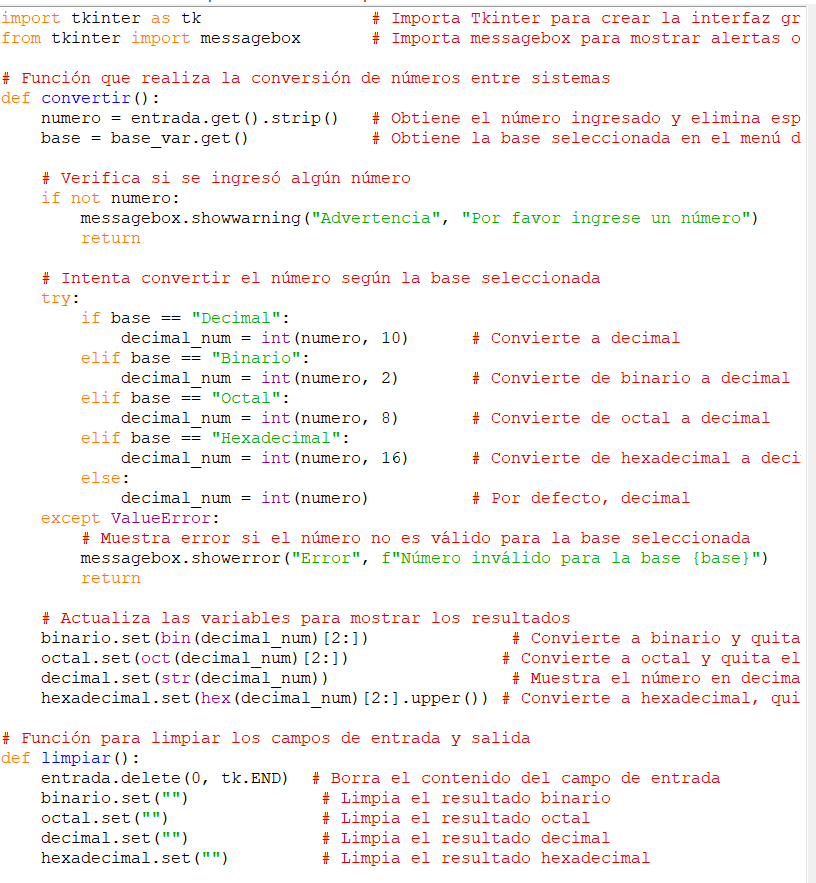 import tkinter as tk                 # Importa Tkinter para crear la interfaz gr
from tkinter import messagebox       # Importa messagebox para mostrar alertas o

# Función que realiza la conversión de números entre sistemas
def convertir():
    numero = entrada.get().strip()   # Obtiene el número ingresado y elimina esp
    base = base_var.get()            # Obtiene la base seleccionada en el menú d

    # Verifica si se ingresó algún número
    if not numero:
        messagebox.showwarning("Advertencia", "Por favor ingrese un número")
        return

    # Intenta convertir el número según la base seleccionada
    try:
        if base == "Decimal":
            decimal_num = int(numero, 10)      # Convierte a decimal
        elif base == "Binario":
            decimal_num = int(numero, 2)       # Convierte de binario a decimal
        elif base == "Octal":
            decimal_num = int(numero, 8)       # Convierte de octal a decimal
        elif base == "Hexadecimal":
            decimal_num = int(numero, 16)      # Convierte de hexadecimal a deci
        else:
            decimal_num = int(numero)          # Por defecto, decimal
    except ValueError:
        # Muestra error si el número no es válido para la base seleccionada
        messagebox.showerror("Error", f"Número inválido para la base {base}")
        return

    # Actualiza las variables para mostrar los resultados
    binario.set(bin(decimal_num)[2:])              # Convierte a binario y quita
    octal.set(oct(decimal_num)[2:])               # Convierte a octal y quita el
    decimal.set(str(decimal_num))                  # Muestra el número en decima
    hexadecimal.set(hex(decimal_num)[2:].upper()) # Convierte a hexadecimal, qui

# Función para limpiar los campos de entrada y salida
def limpiar():
    entrada.delete(0, tk.END)  # Borra el contenido del campo de entrada
    binario.set("")             # Limpia el resultado binario
    octal.set("")               # Limpia el resultado octal
    decimal.set("")             # Limpia el resultado decimal
    hexadecimal.set("")         # Limpia el resultado hexadecimal